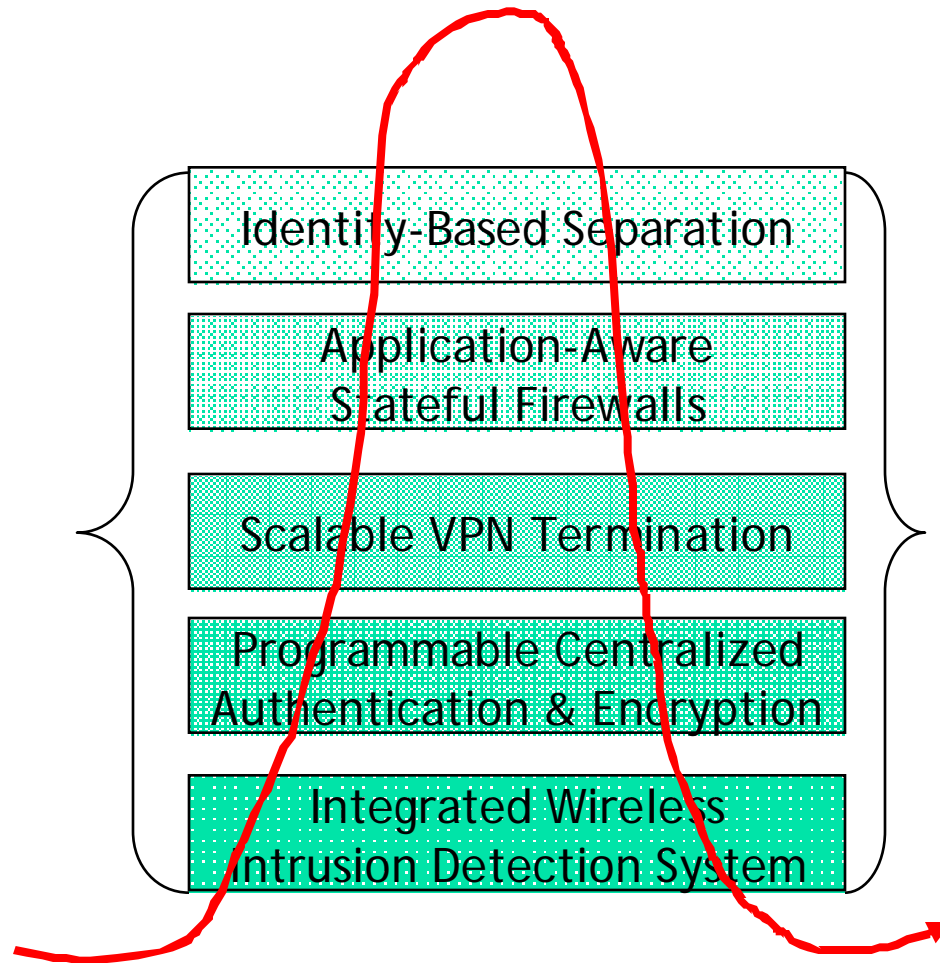 Identity-Based Separation
Application-Aware
Stateful Firewalls
Scalable VPN Termination
Programmable Centralized
Authentication & Encryption
Integrated Wireless
Intrusion Detection System